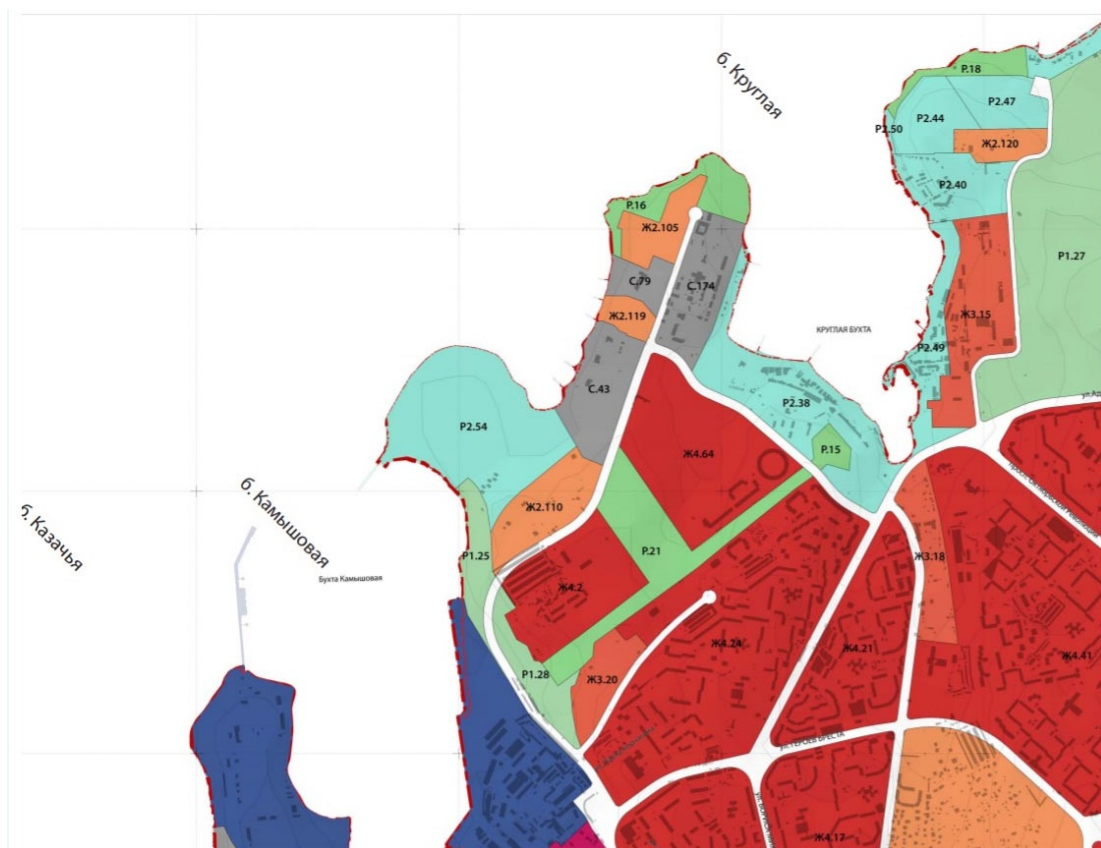 б. Круглая
Р.18
Р2.47
Р2.44
Р2.50
Ж2.120
Р2.40
Р.16
Ж2.105
Р1.27
С.79
С.174
Ж2.119
Ж3.15
КРУГЛАЯ БУХТА
Р2.49
С.43
Р2.38
Р2.54
Ж4.64
Р.15
б. Казачья
б. Камышовая
Ж2.110
Р1.25
Р.21
Ж3.18
Бухта Камышовая
Ж4.2
Ж4.24
Ж4.21
Ж4.41
Р1.28
Ж3.20
ул. ГЕРОЕВ БРЕСТА
Ж4.17